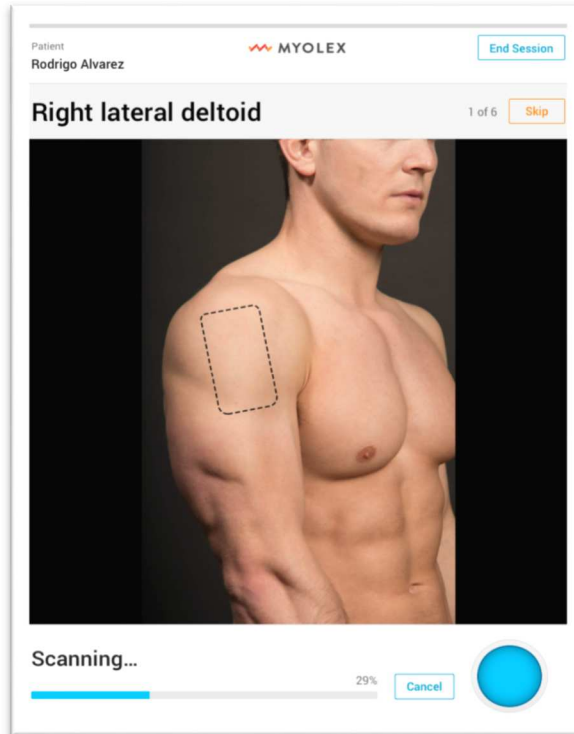 Patient
MYOLEX
End Session
Rodrigo Alvarez
Right lateral deltoid
1 of 6
Skip
Scanning...
29%
Cancel